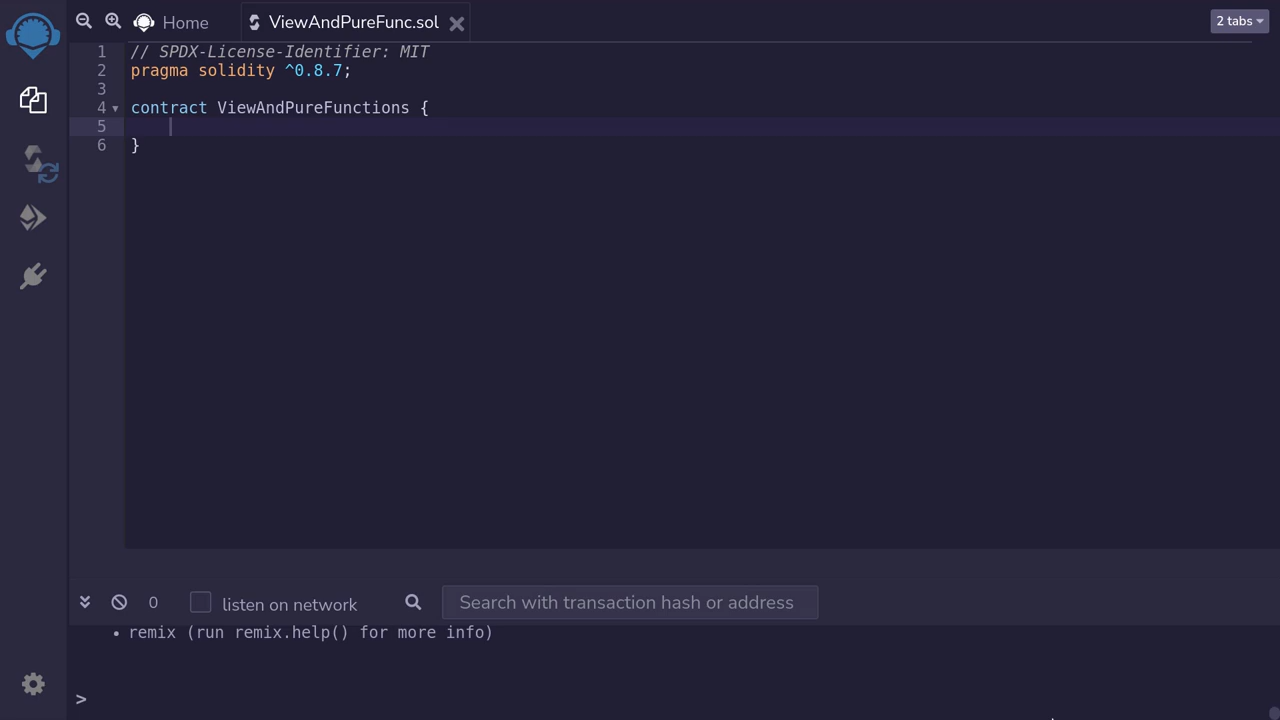 Home
ViewAndPureFunc.sol
2 tabs
1 // SPDX-License-Identifier: MIT
2 pragma solidity ^0.8.7;
3
4 contract ViewAndPureFunctions {
5
6 }
0
listen on network
Search with transaction hash or address
• remix (run remix.help() for more info)
>